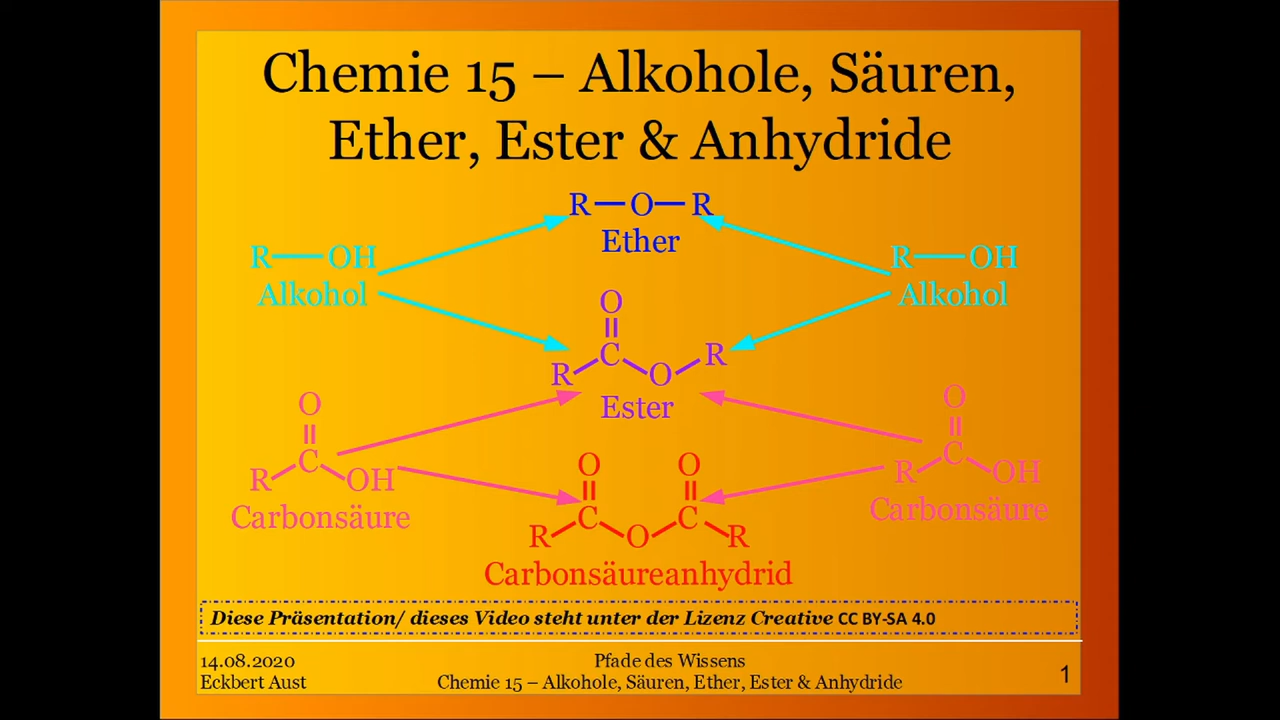 Chemie 15 – Alkohole, Säuren,
Ether, Ester & Anhydride
R—O—R
Ether
R—OH
Alkohol
R—OH
Alkohol
O
C
R
O
R
Ester
O
C
R
OH
Carbonsäure
O
C
R
OH
Carbonsäure
O O
C C
R O R
Carbonsäureanhydrid
Diese Präsentation/ dieses Video steht unter der Lizenz Creative CC BY-SA 4.0
14.08.2020
Eckbert Aust
Pfade des Wissens
Chemie 15 – Alkohole, Säuren, Ether, Ester & Anhydride
1